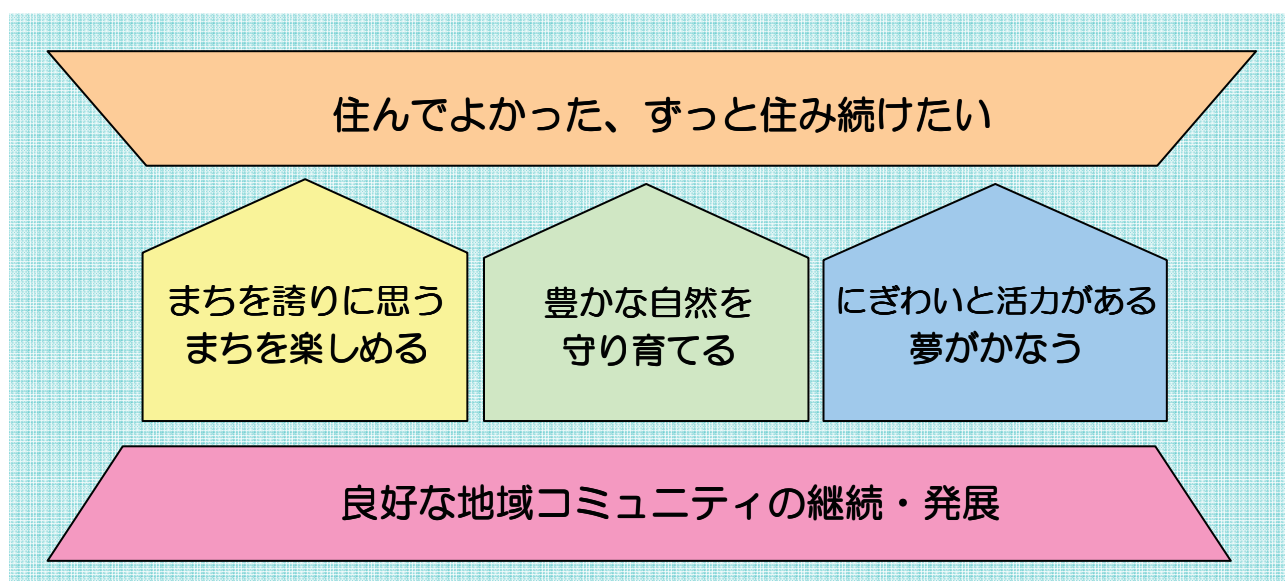 住んでよかった、ずっと住み続けたい
まちを誇りに思う
まちを楽しめる
豊かな自然を
守り育てる
にぎわいと活力がある
夢がかなう
良好な地域コミュニティの継続・発展